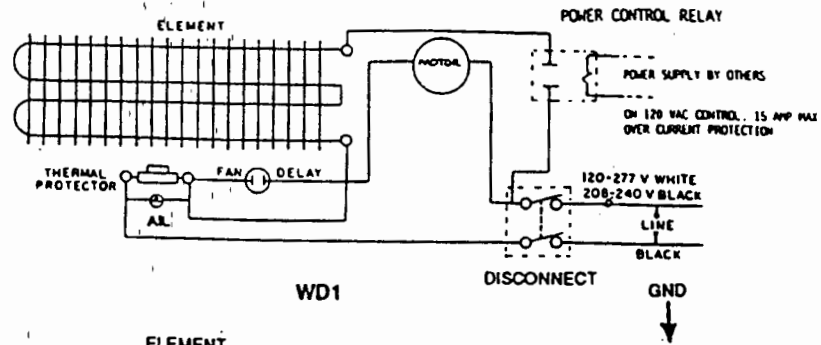 POWER CONTROL RELAY
ELEMENT
MOTOR
POWER SUPPLY BY OTHERS
ON 120 VAC CONTROL, 15 AMP MAX
OVER CURRENT PROTECTION
THERMAL
PROTECTOR
FAN DELAY
120-277 V WHITE
208-240 V BLACK
LINE
BLACK
DISCONNECT
WD1
GND
ELEMENT